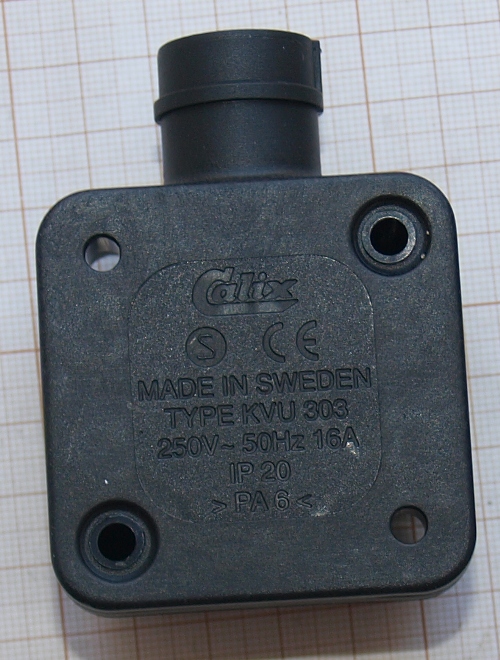 Calix
S CE
MADE IN SWEDEN
TYPE KVU 303
250V~ 50Hz 16A
IP 20
> PA 6 <